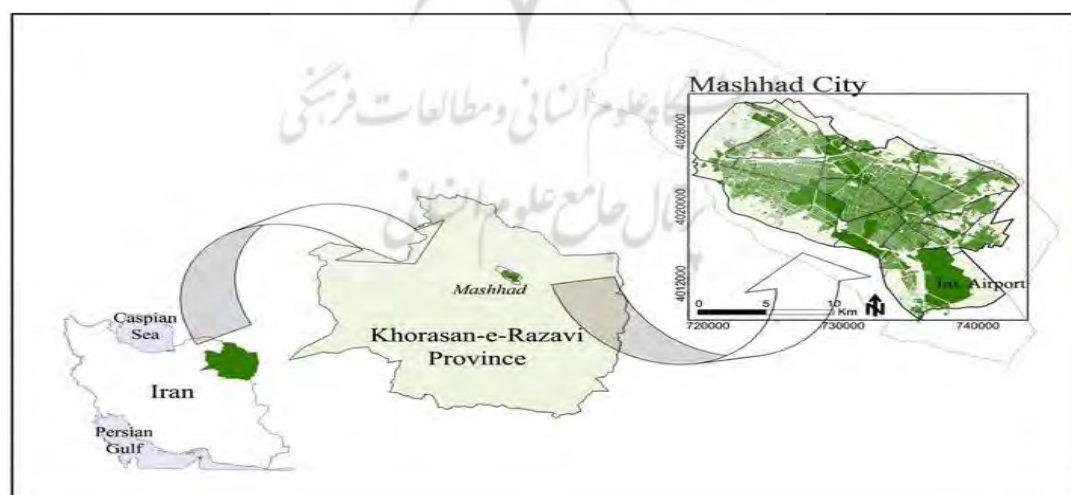 پژوهشگاه علوم انسانی و مطالعات فرهنگی
پرتال جامع علوم انسانی
Mashhad City
4028000
4020000
4012000
Int. Airport
0 5 10 Km
N
720000 730000 740000
Mashhad
Khorasan-e-Razavi
Province
Caspian
Sea
Iran
Persian
Gulf